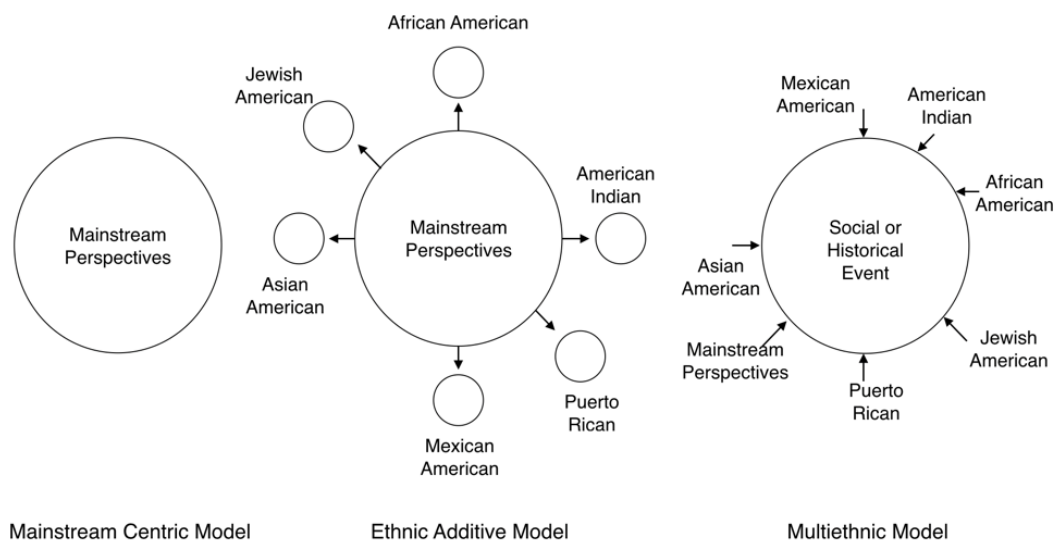 Mainstream
Perspectives
Mainstream Centric Model
African American
Jewish
American
American
Indian
Mainstream
Perspectives
Asian
American
Puerto
Rican
Mexican
American
Ethnic Additive Model
Mexican
American
American
Indian
African
American
Social or
Historical
Event
Asian
American
Mainstream
Perspectives
Jewish
American
Puerto
Rican
Multiethnic Model